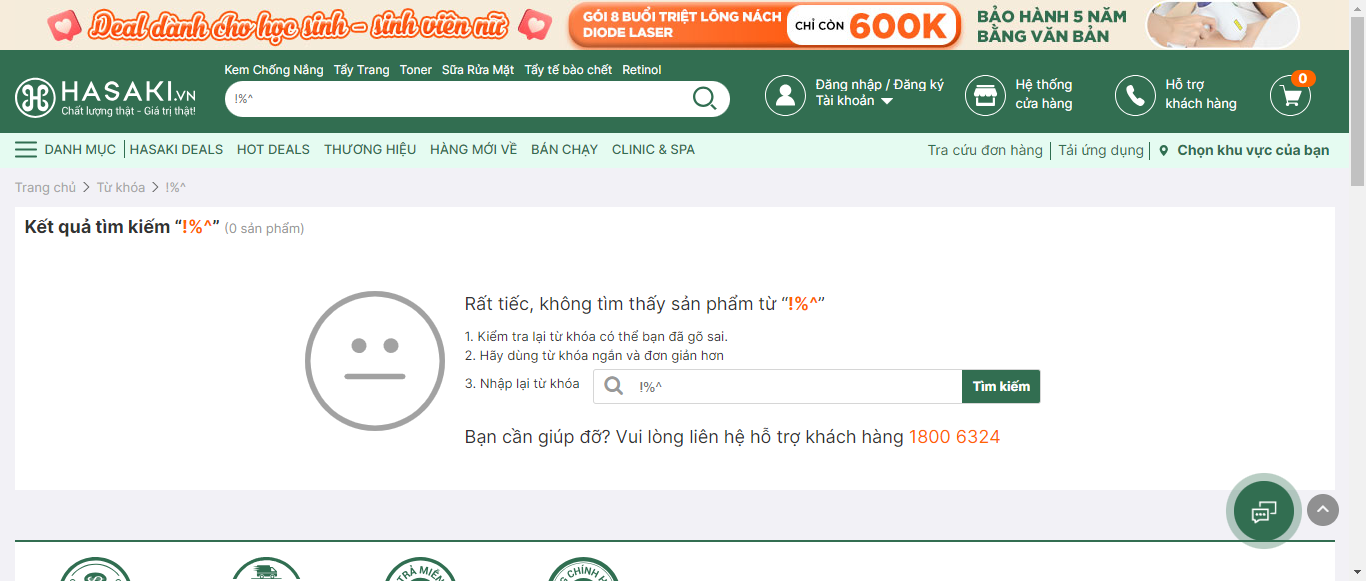 Deal dành cho học sinh - sinh viên nữ
GÓI 8 BUỔI TRIỆT LÔNG NÁCH
DIODE LASER
CHỈ CÒN 600K
BẢO HÀNH 5 NĂM
BẰNG VĂN BẢN
Kem Chống Nắng Tẩy Trang Toner Sữa Rửa Mặt Tẩy tế bào chết Retinol
HASAKI.VN
Chất lượng thật - Giá trị thật!
!%^
Đăng nhập / Đăng ký
Tài khoản
Hệ thống
cửa hàng
Hỗ trợ
khách hàng
0
DANH MỤC HASAKI DEALS HOT DEALS THƯƠNG HIỆU HÀNG MỚI VỀ BÁN CHẠY CLINIC & SPA Tra cứu đơn hàng Tải ứng dụng Chọn khu vực của bạn
Trang chủ > Từ khóa > !%^
Kết quả tìm kiếm “!%^” (0 sản phẩm)
Rất tiếc, không tìm thấy sản phẩm từ “!%^”
1. Kiểm tra lại từ khóa có thể bạn đã gõ sai.
2. Hãy dùng từ khóa ngắn và đơn giản hơn
3. Nhập lại từ khóa !%^ Tìm kiếm
Bạn cần giúp đỡ? Vui lòng liên hệ hỗ trợ khách hàng 1800 6324
TRẢ MIỄN
CHÍNH